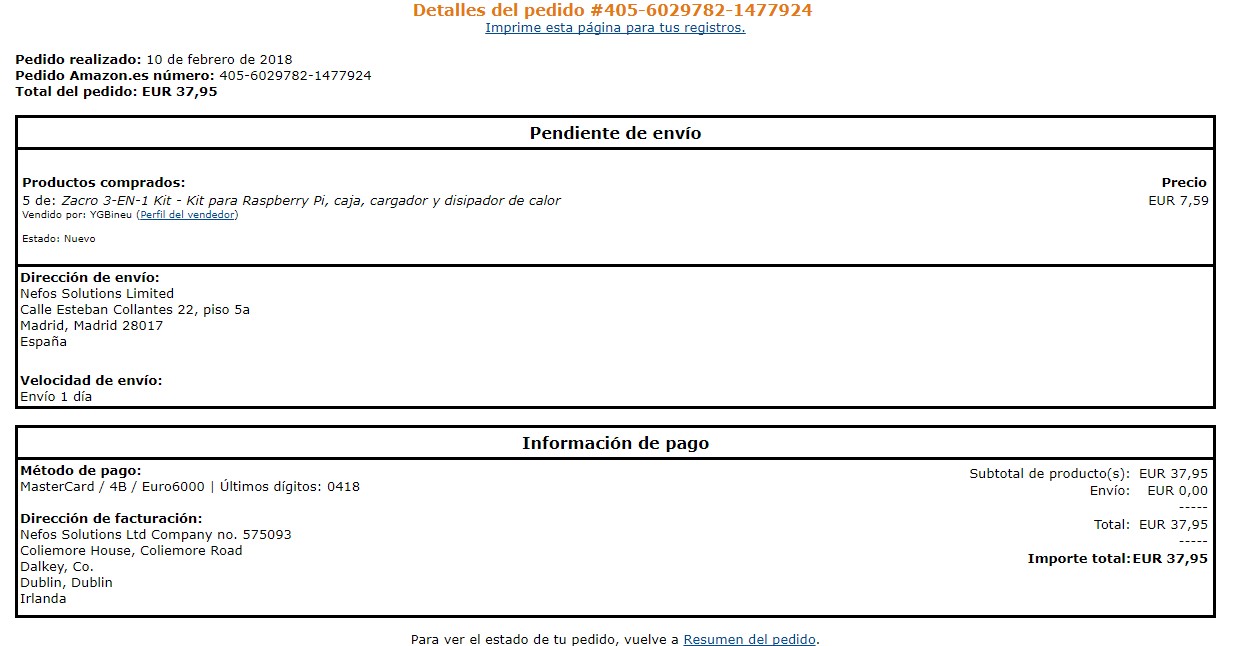 Detalles del pedido #405-6029782-1477924
Imprime esta página para tus registros.
Pedido realizado: 10 de febrero de 2018
Pedido Amazon.es número: 405-6029782-1477924
Total del pedido: EUR 37,95
Pendiente de envío
Productos comprados: Precio
5 de: Zacro 3-EN-1 Kit - Kit para Raspberry Pi, caja, cargador y disipador de calor EUR 7,59
Vendido por: YGBineu (Perfil del vendedor)
Estado: Nuevo
Dirección de envío:
Nefos Solutions Limited
Calle Esteban Collantes 22, piso 5a
Madrid, Madrid 28017
España
Velocidad de envío:
Envío 1 día
Información de pago
Método de pago:
MasterCard / 4B / Euro6000 | Últimos dígitos: 0418
Dirección de facturación:
Nefos Solutions Ltd Company no. 575093
Coliemore House, Coliemore Road
Dalkey, Co.
Dublin, Dublin
Irlanda
Subtotal de producto(s): EUR 37,95
Envío: EUR 0,00
-----
Total: EUR 37,95
-----
Importe total: EUR 37,95
Para ver el estado de tu pedido, vuelve a Resumen del pedido.